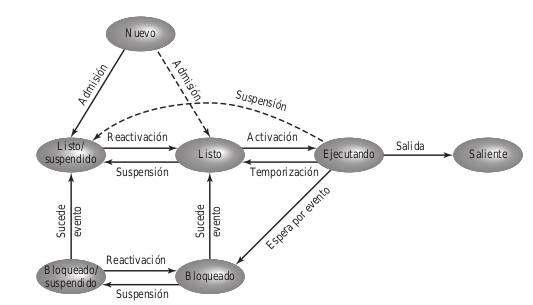 Nuevo
Admisión
Admisión
Suspensión
Listo/
suspendido
Reactivación
Suspensión
Listo
Activación
Temporización
Ejecutando
Salida
Saliente
Sucede
evento
Sucede
evento
Espera por evento
Bloqueado/
suspendido
Reactivación
Suspensión
Bloqueado